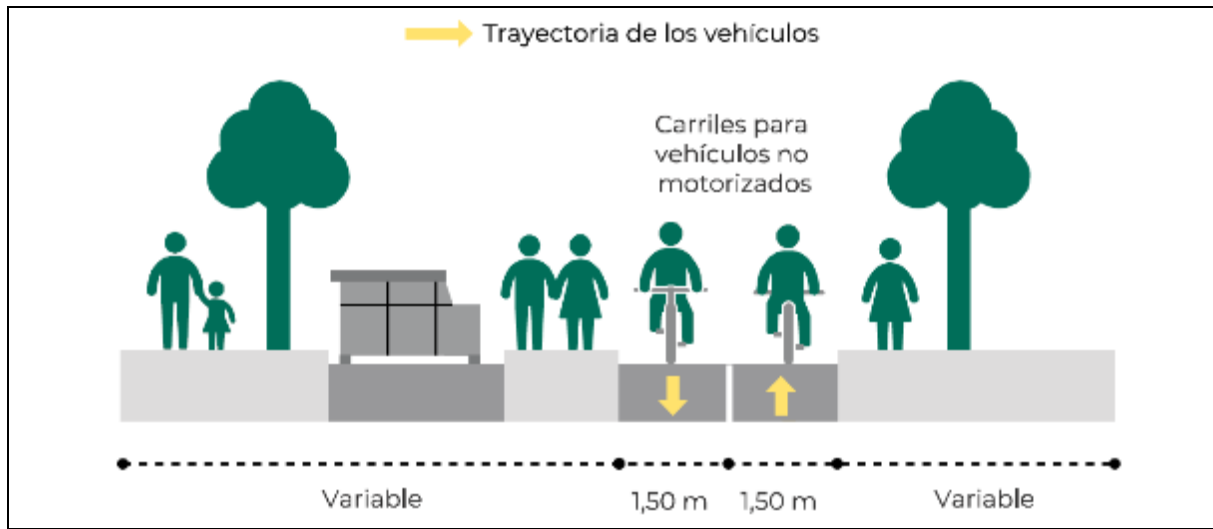 Trayectoria de los vehículos
Carriles para
vehículos no
motorizados
Variable
1,50 m
1,50 m
Variable